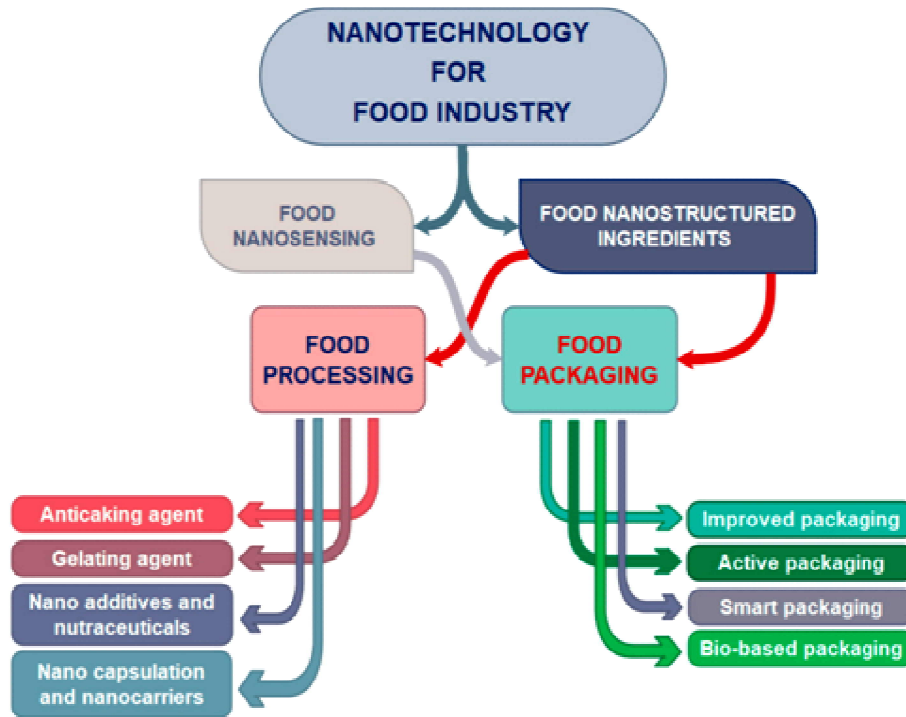 NANOTECHNOLOGY
FOR
FOOD INDUSTRY
FOOD
NANOSENSING
FOOD NANOSTRUCTURED
INGREDIENTS
FOOD
PROCESSING
FOOD
PACKAGING
Anticaking agent
Gelating agent
Nano additives and
nutraceuticals
Nano capsulation
and nanocarriers
Improved packaging
Active packaging
Smart packaging
Bio-based packaging